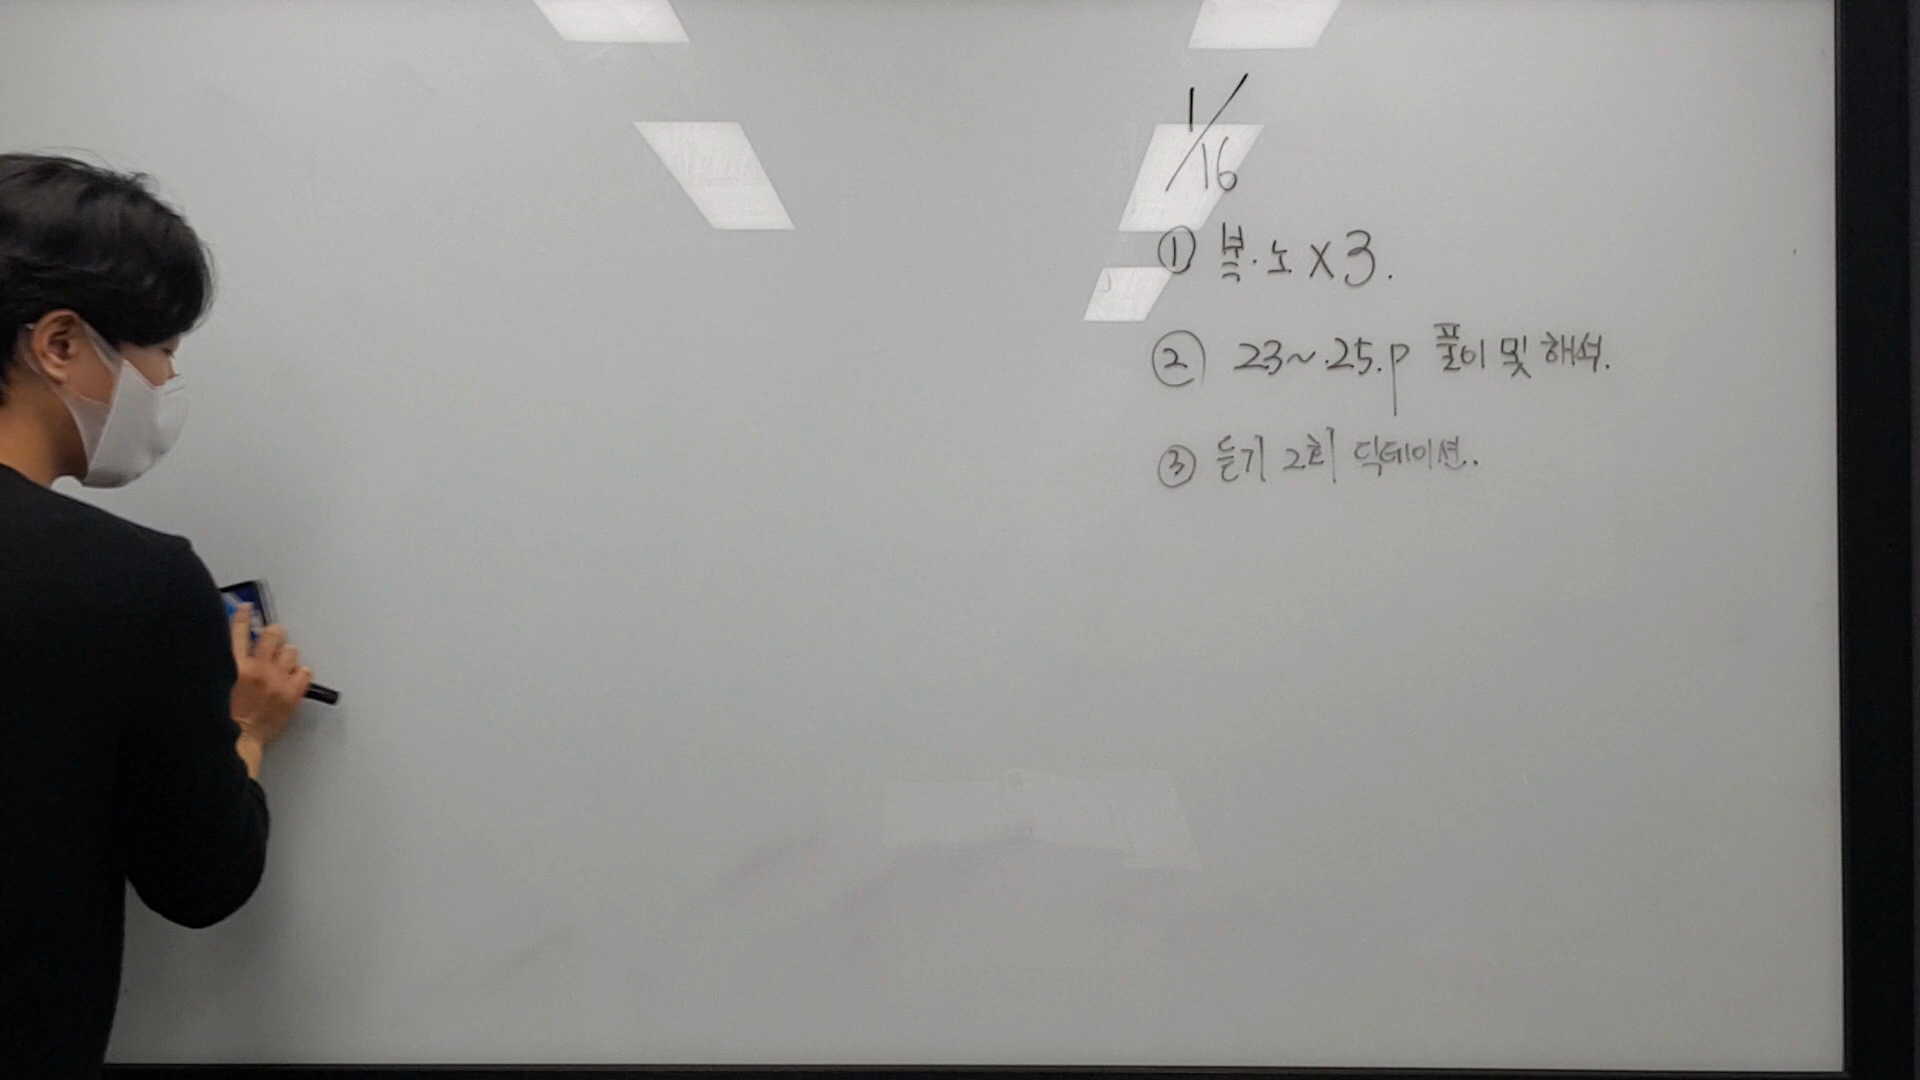 1/16
① 복·노 x 3.
② 23~25.p 풀이 및 해석.
③ 듣기 2회 딕테이션.